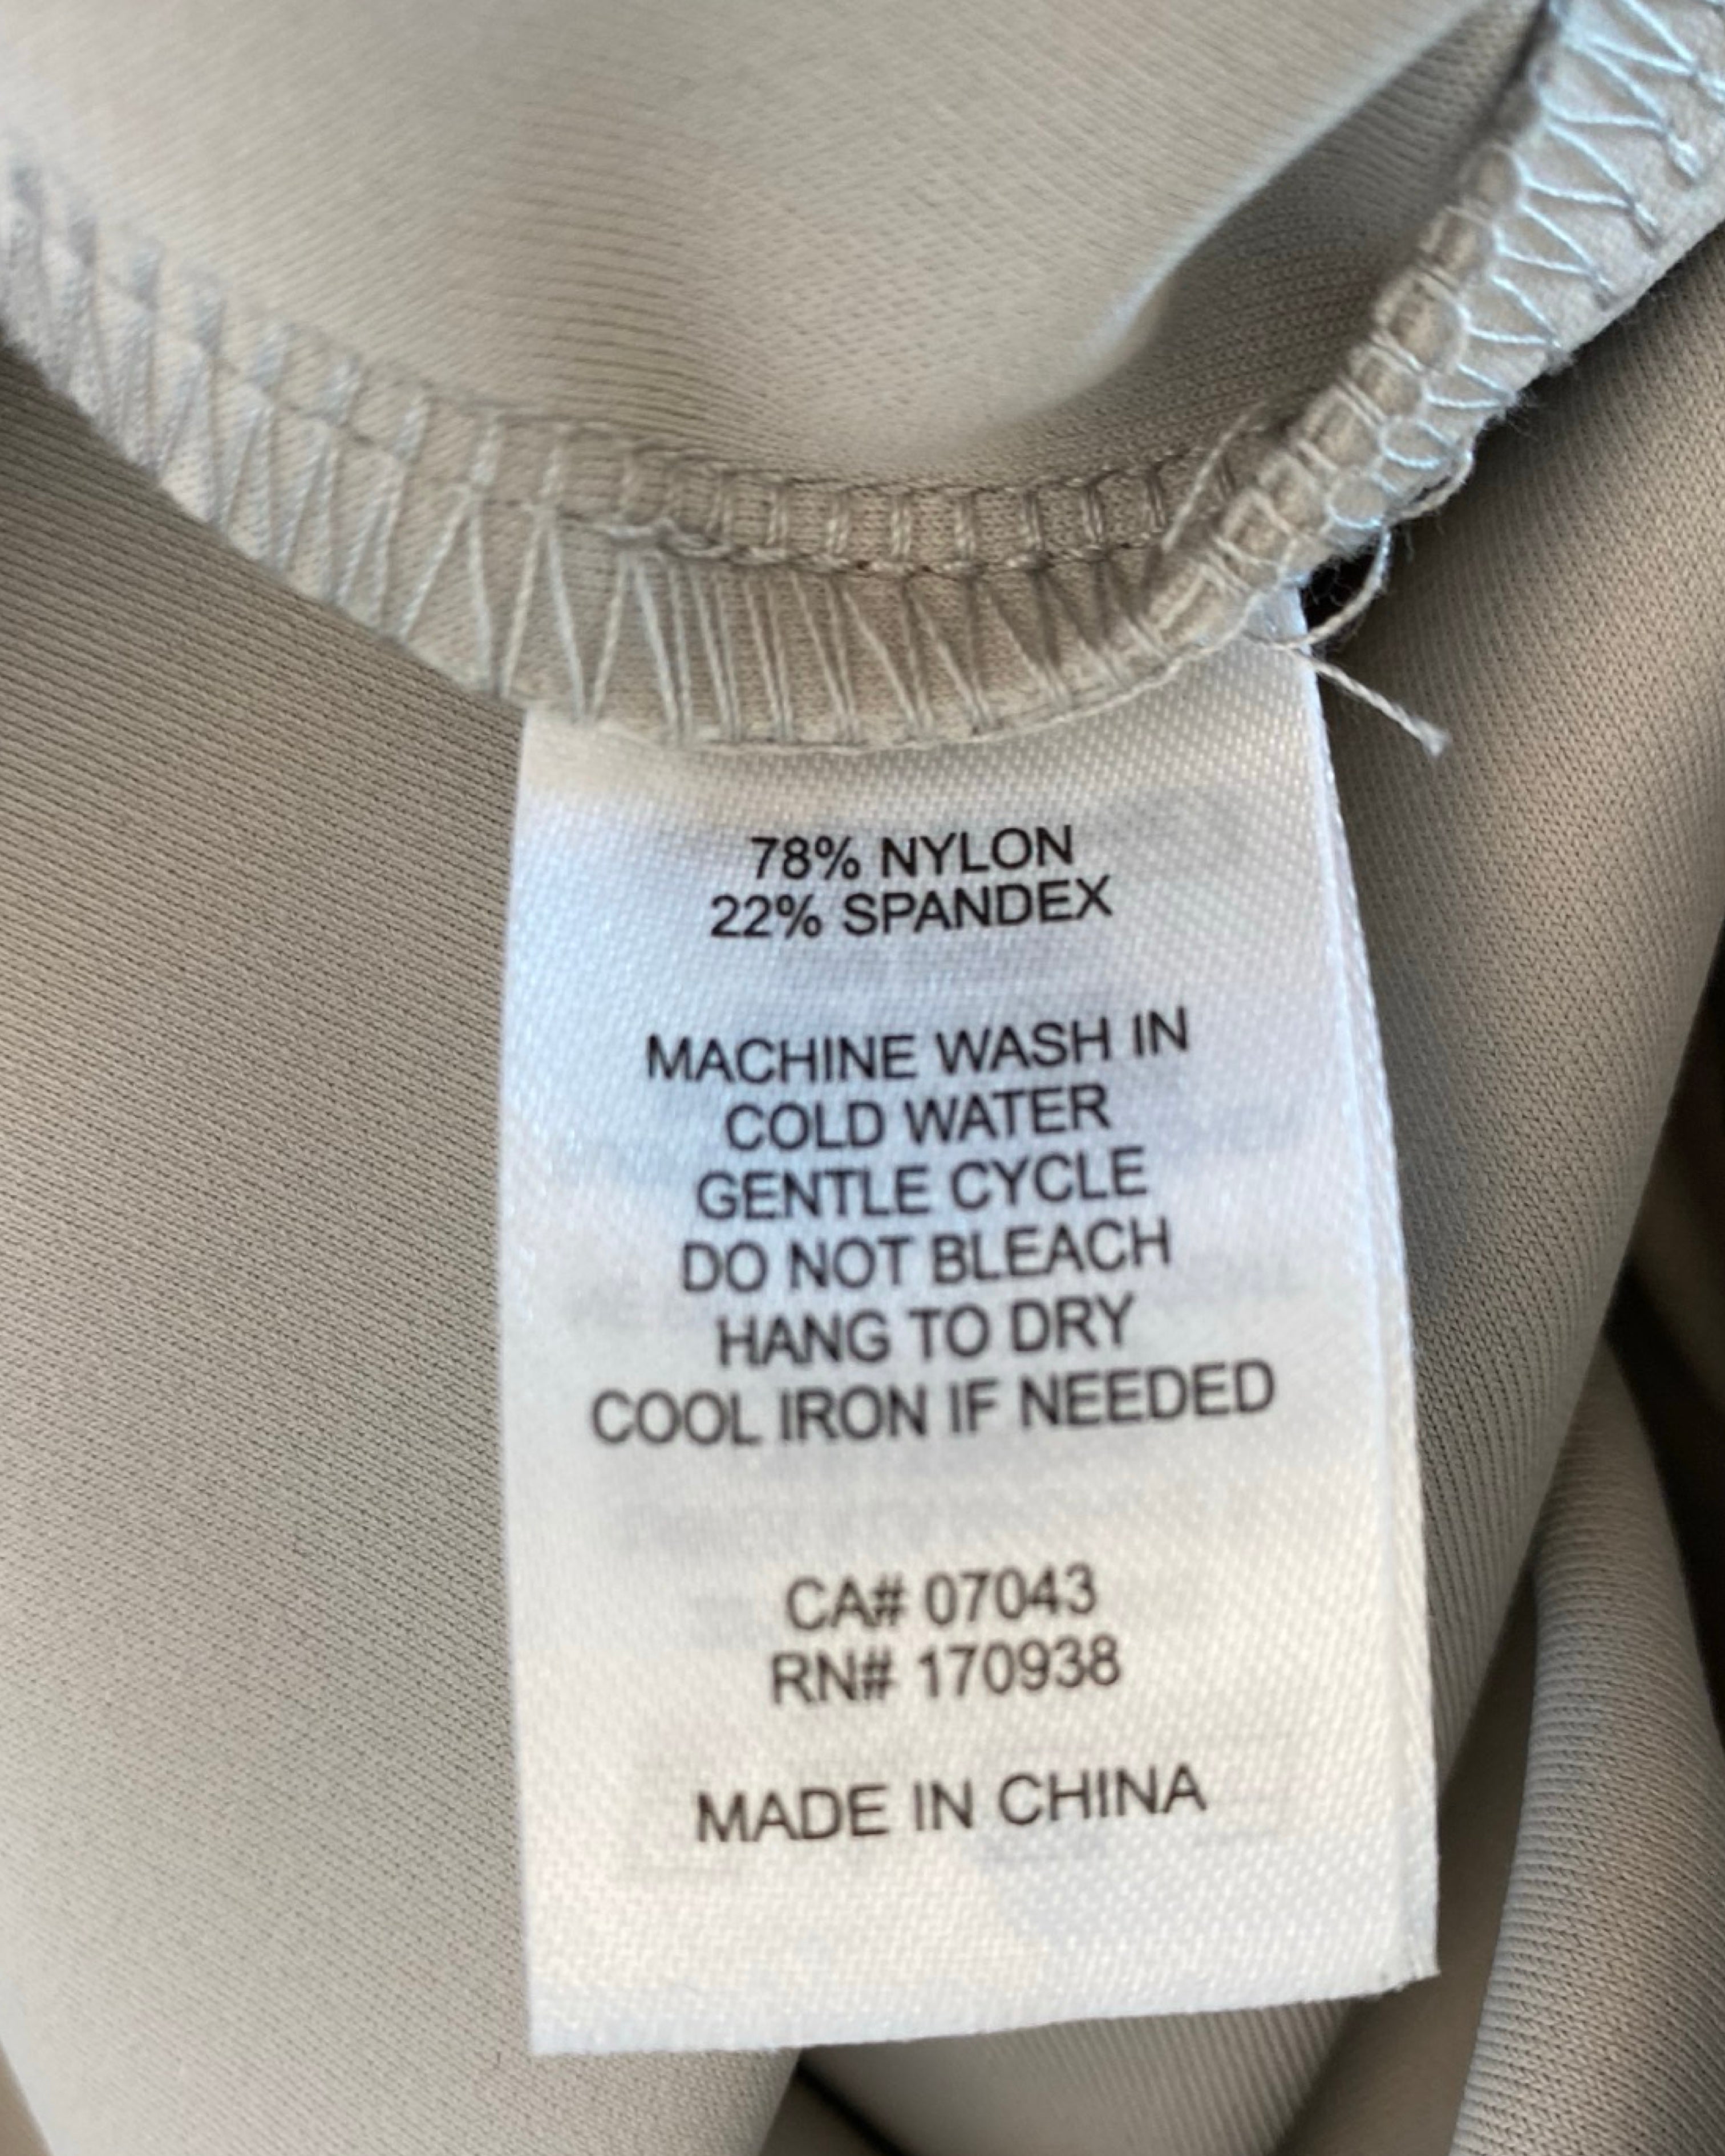 78% NYLON
22% SPANDEX
MACHINE WASH IN
COLD WATER
GENTLE CYCLE
DO NOT BLEACH
HANG TO DRY
COOL IRON IF NEEDED
CA# 07043
RN# 170938
MADE IN CHINA